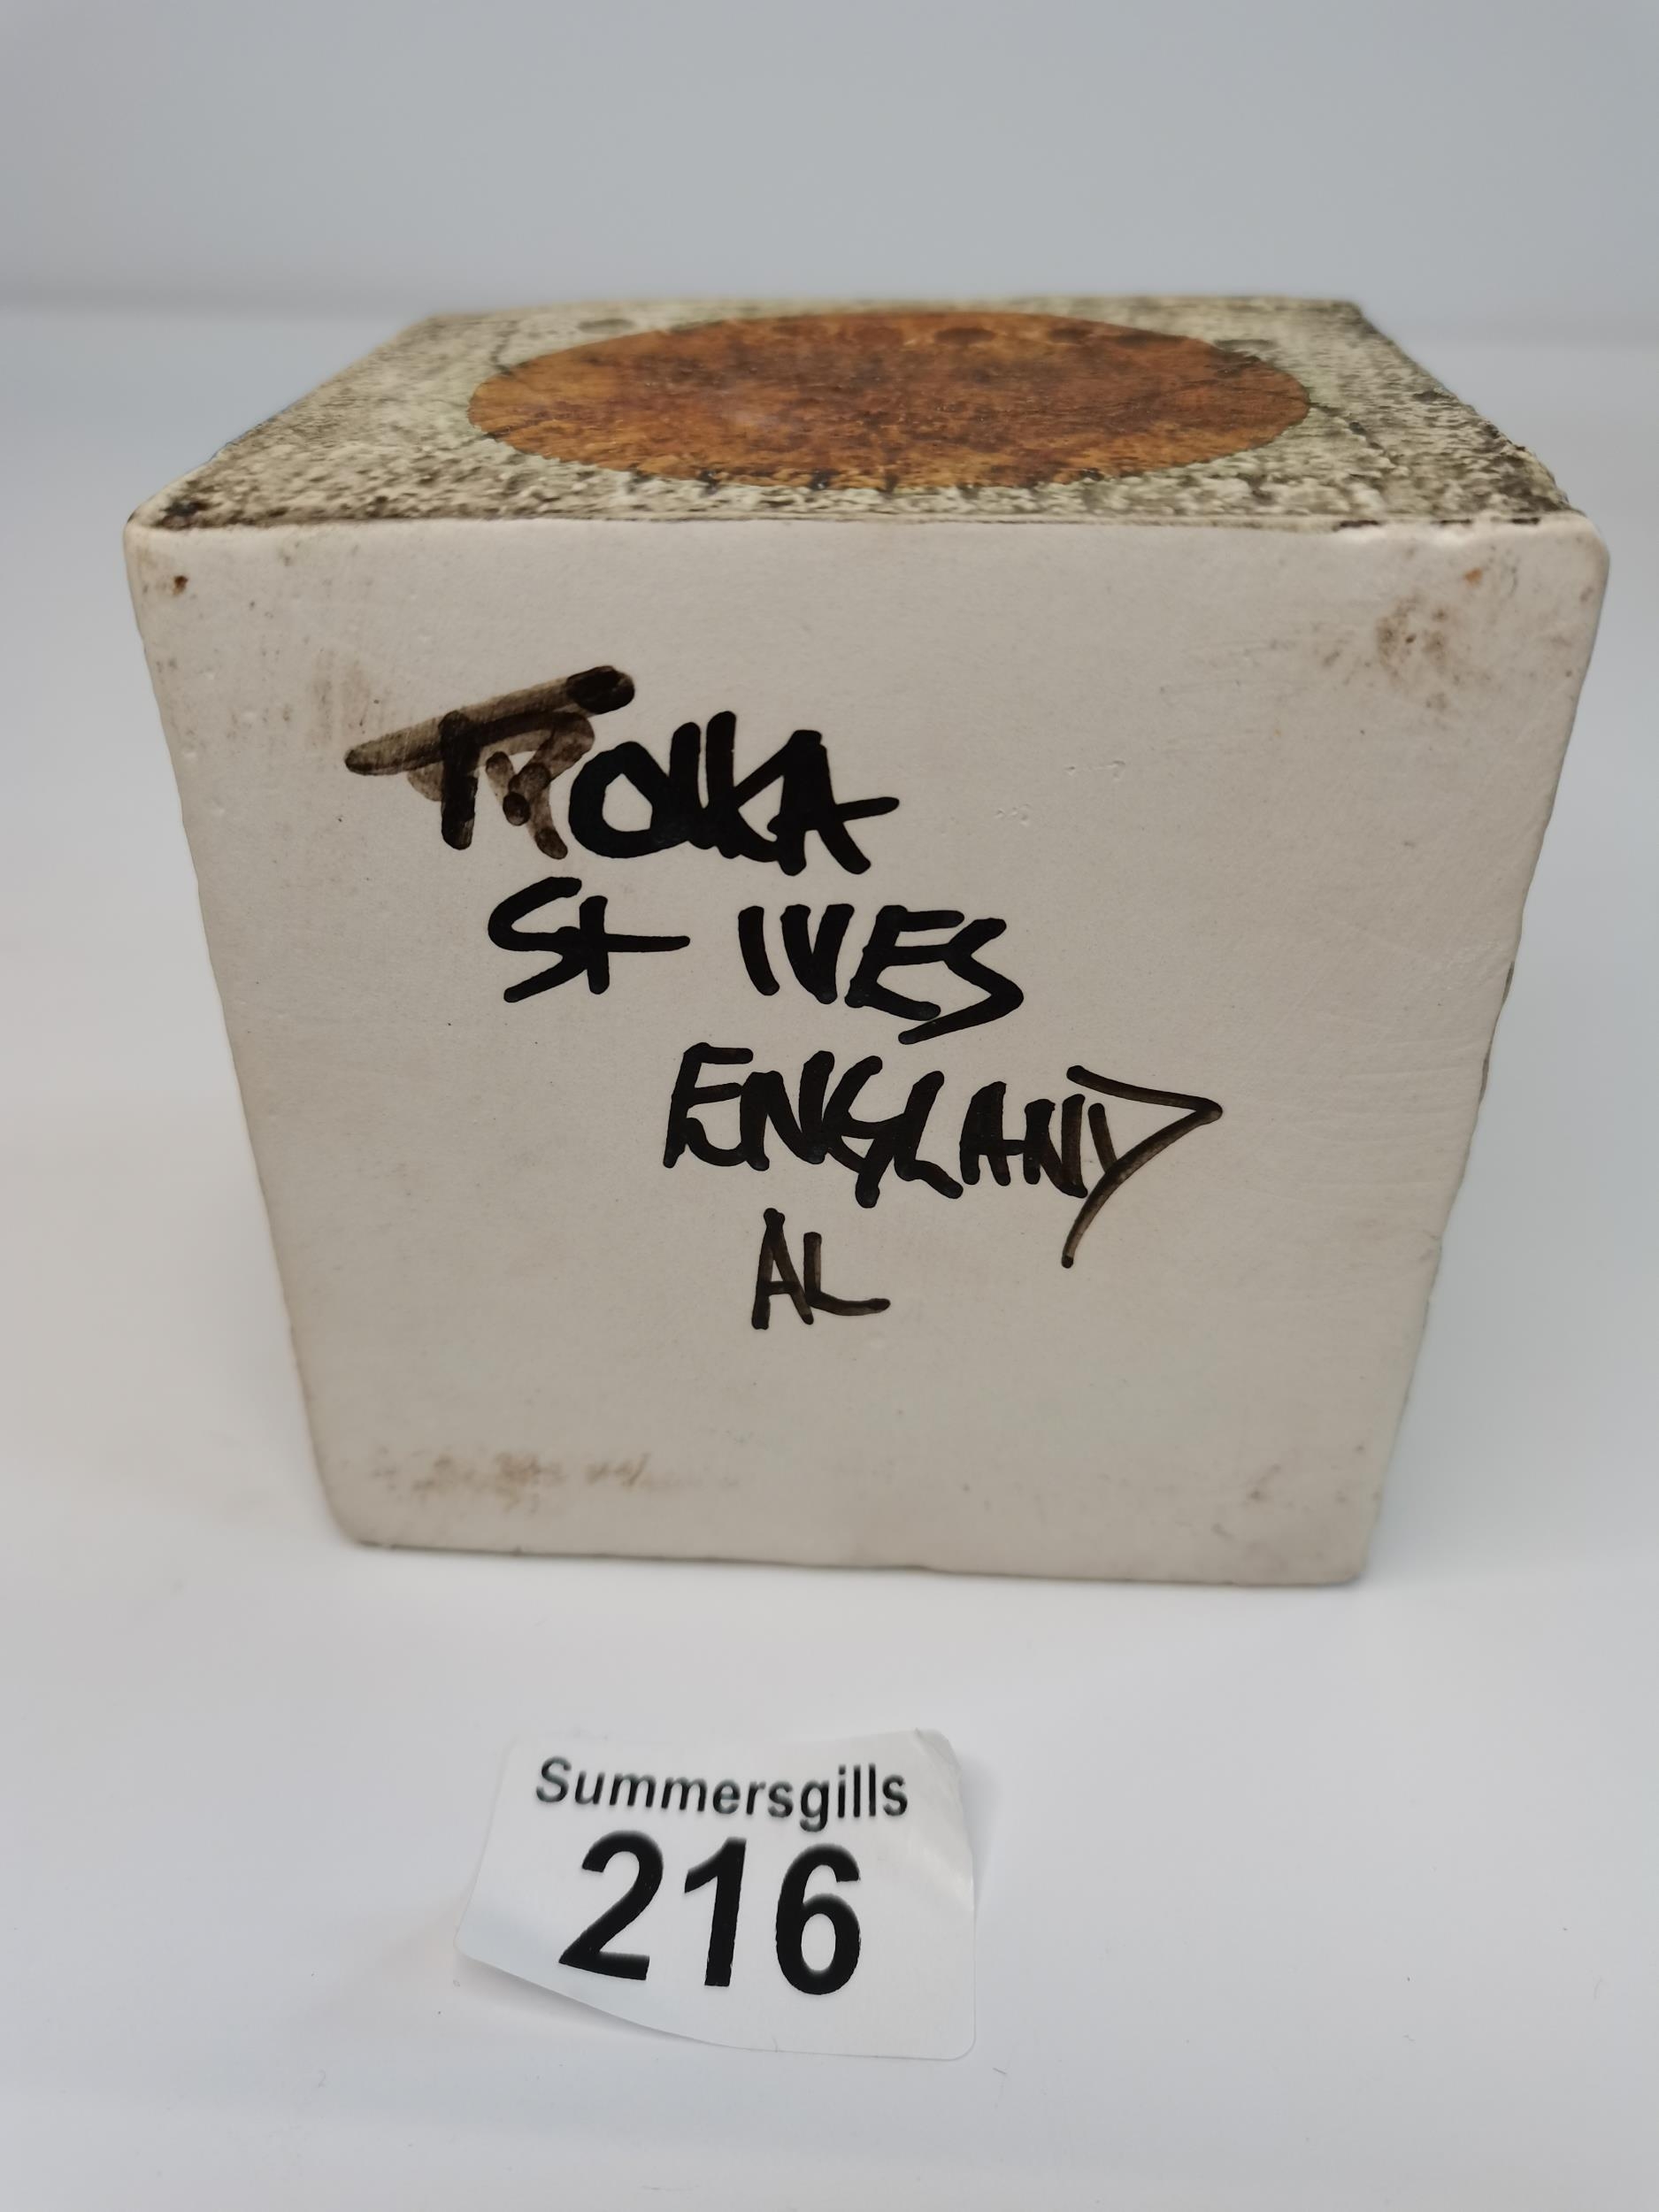 TROIKA
St IVES
ENGLAND
AL
Summersgills
216